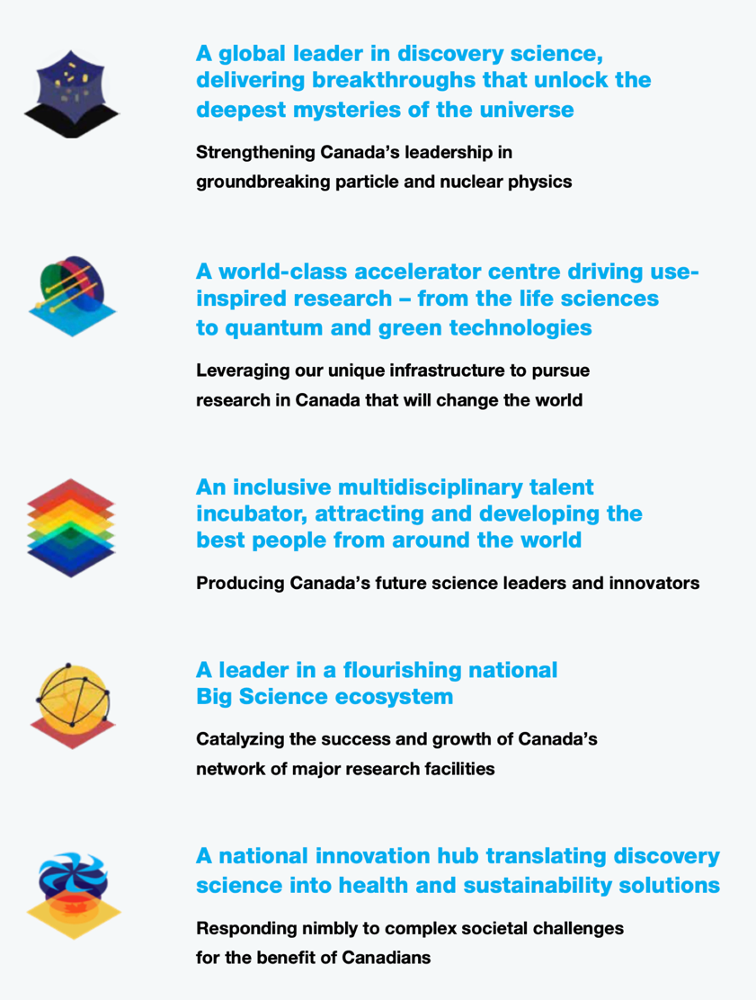 A global leader in discovery science,
delivering breakthroughs that unlock the
deepest mysteries of the universe
Strengthening Canada's leadership in
groundbreaking particle and nuclear physics
A world-class accelerator centre driving use-
inspired research – from the life sciences
to quantum and green technologies
Leveraging our unique infrastructure to pursue
research in Canada that will change the world
An inclusive multidisciplinary talent
incubator, attracting and developing the
best people from around the world
Producing Canada's future science leaders and innovators
A leader in a flourishing national
Big Science ecosystem
Catalyzing the success and growth of Canada's
network of major research facilities
A national innovation hub translating discovery
science into health and sustainability solutions
Responding nimbly to complex societal challenges
for the benefit of Canadians